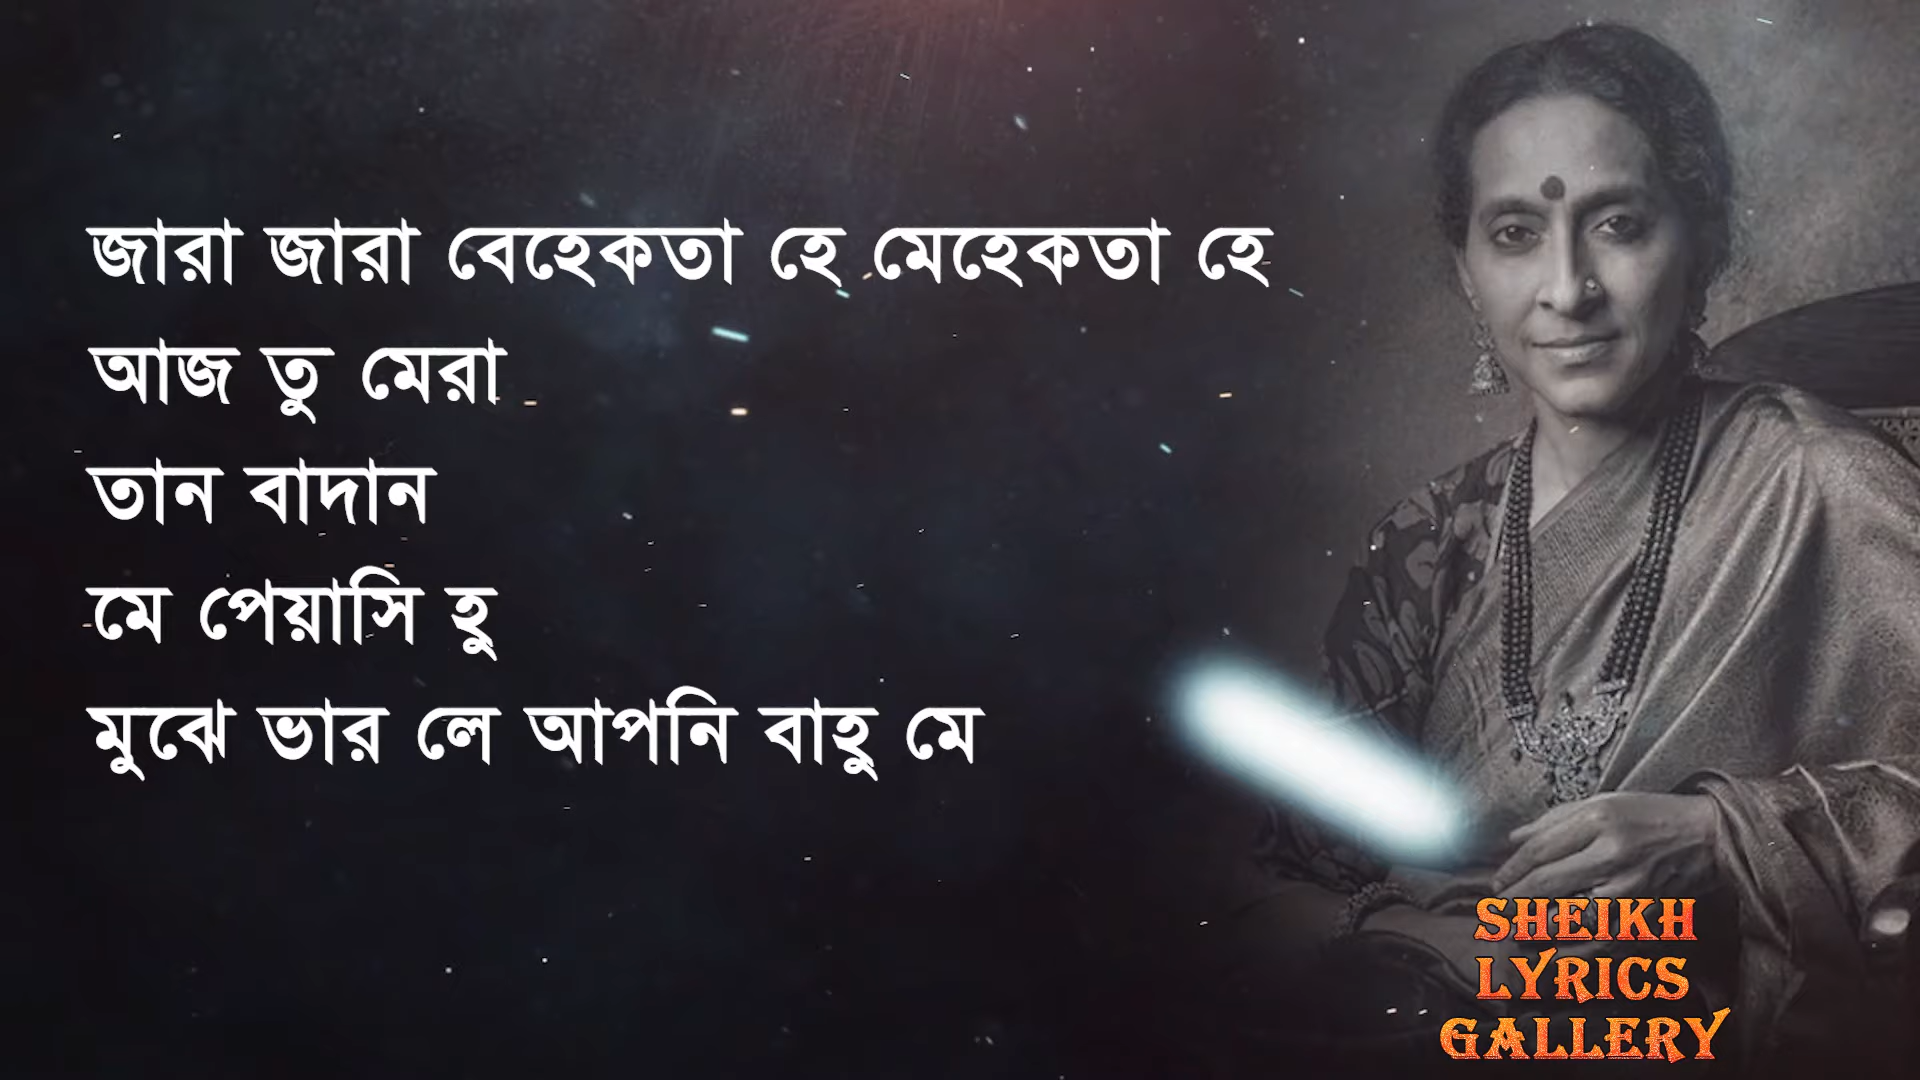 জারা জারা বেহেকতা হে মেহেকতা হে
আজ তু মেরা
তান বাদান
মে পেয়াসি হু
মুঝে ভার লে আপনি বাহু মে
SHEIKH
LYRICS
GALLERY